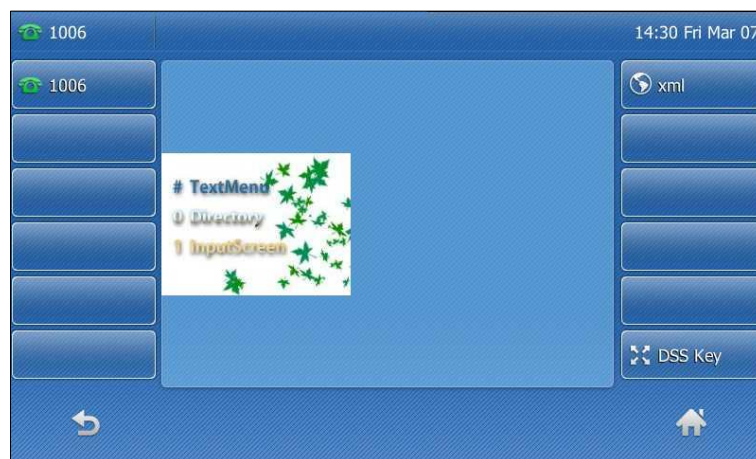 1006
14:30 Fri Mar 07
1006
xml
# TextMenu
0 Directory
1 InputScreen
DSS Key